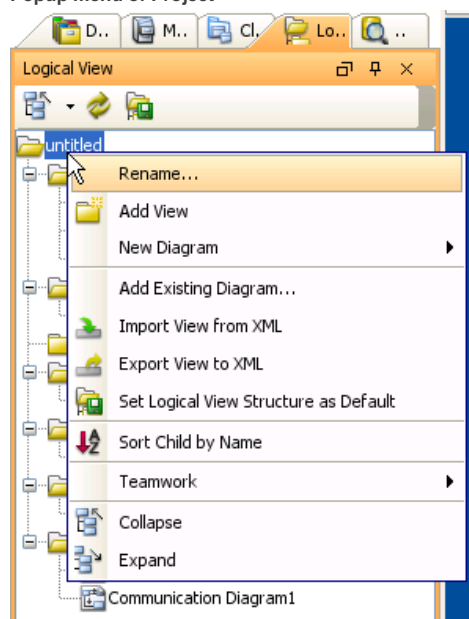 Popup Menu of Project
D.. M.. Cl. Lo.. ..
Logical View
untitled
Rename...
Add View
New Diagram
Add Existing Diagram...
Import View from XML
Export View to XML
Set Logical View Structure as Default
Sort Child by Name
Teamwork
Collapse
Expand
Communication Diagram1